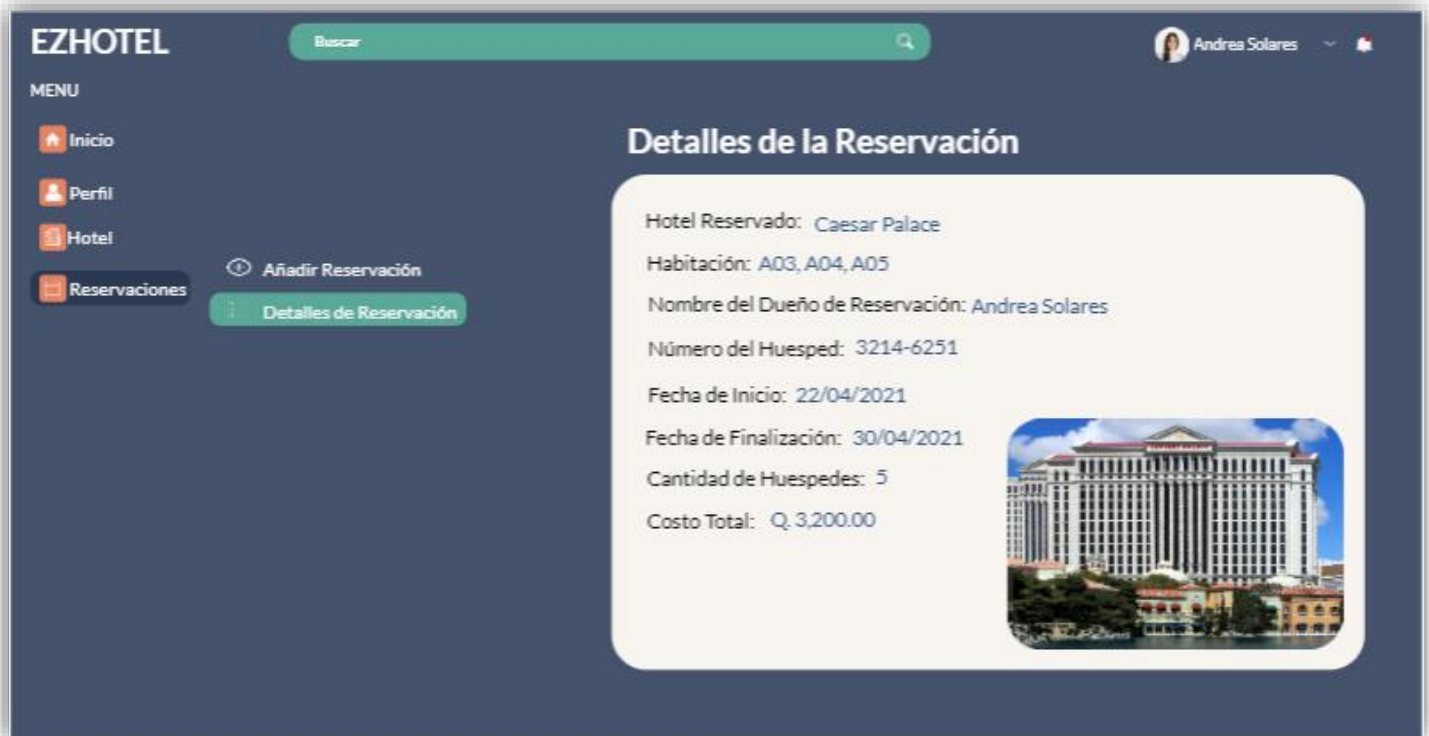 EZHOTEL
Buscar
Andrea Solares
MENU
Inicio
Perfil
Hotel
Reservaciones
Añadir Reservación
Detalles de Reservación
Detalles de la Reservación
Hotel Reservado: Caesar Palace
Habitación: A03, A04, A05
Nombre del Dueño de Reservación: Andrea Solares
Número del Huesped: 3214-6251
Fecha de Inicio: 22/04/2021
Fecha de Finalización: 30/04/2021
Cantidad de Huespedes: 5
Costo Total: Q. 3,200.00